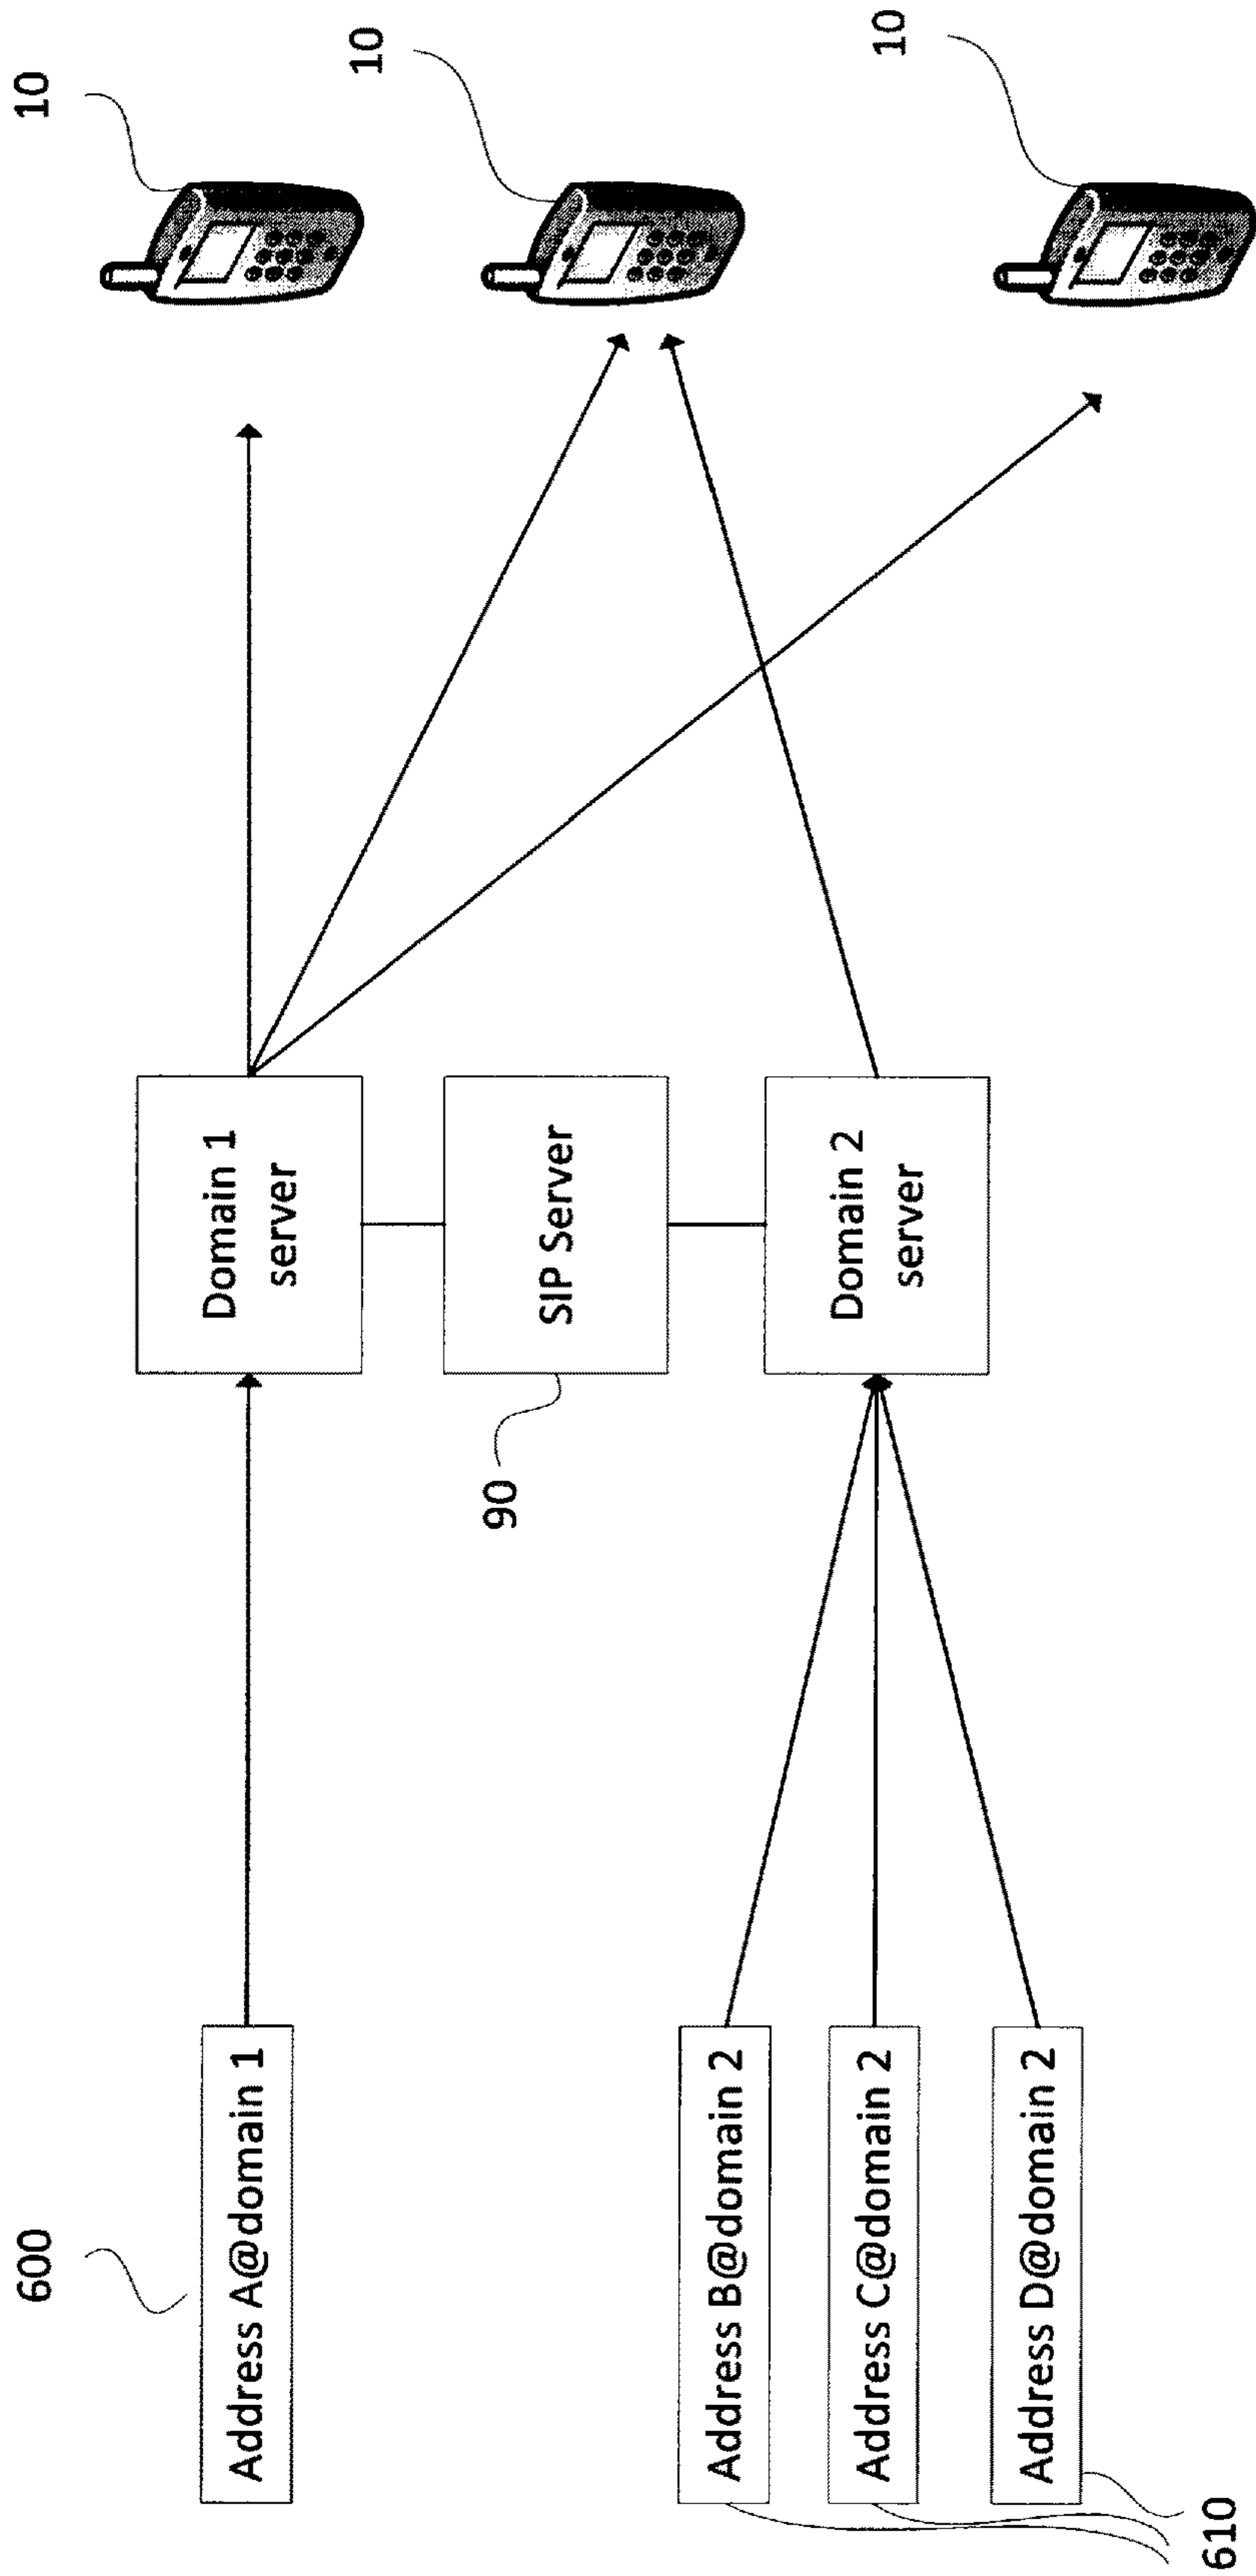 600
Address A@domain 1
Address B@domain 2
Address C@domain 2
Address D@domain 2
610
90
Domain 1
server
SIP Server
Domain 2
server
10
10
10